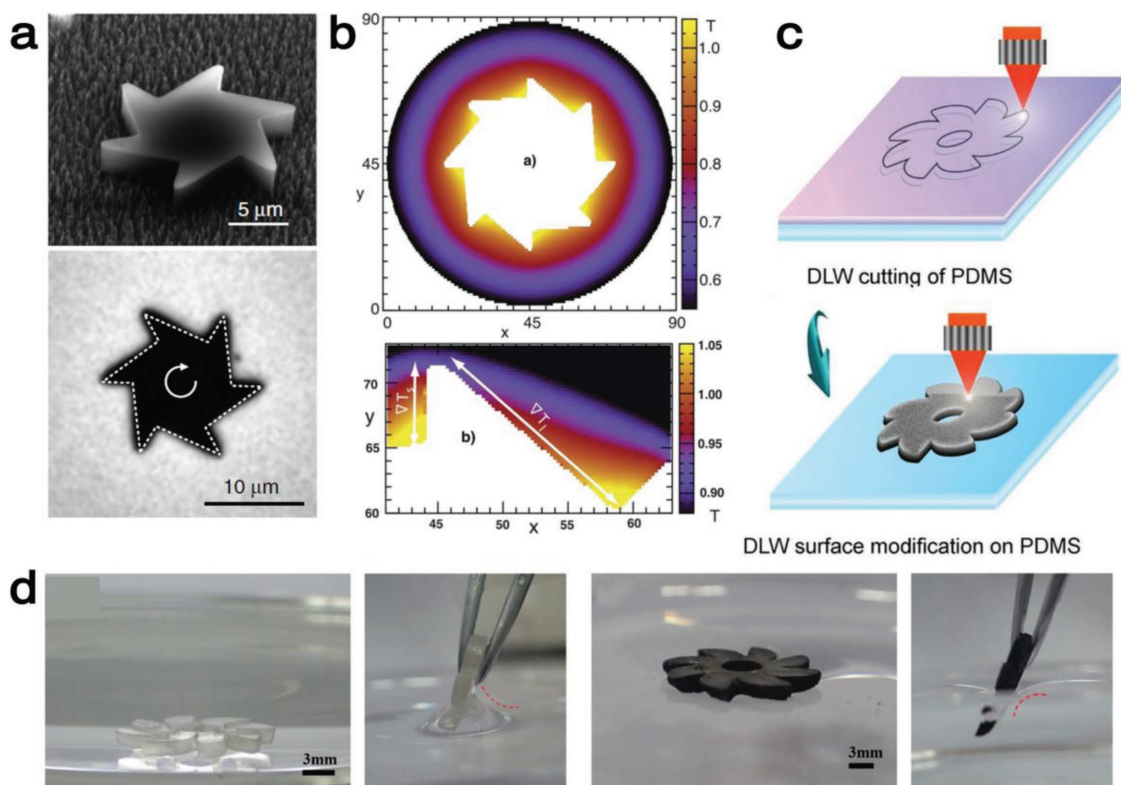 a
5 μm
10 μm
b
90
45
y
0
0
45
x
90
a)
T
1.0
0.9
0.8
0.7
0.6
70
y
65
60
∇Ts
b)
∇Tl
45
50
55
60
x
1.05
1.00
0.95
0.90
T
c
DLW cutting of PDMS
DLW surface modification on PDMS
d
3mm
3mm